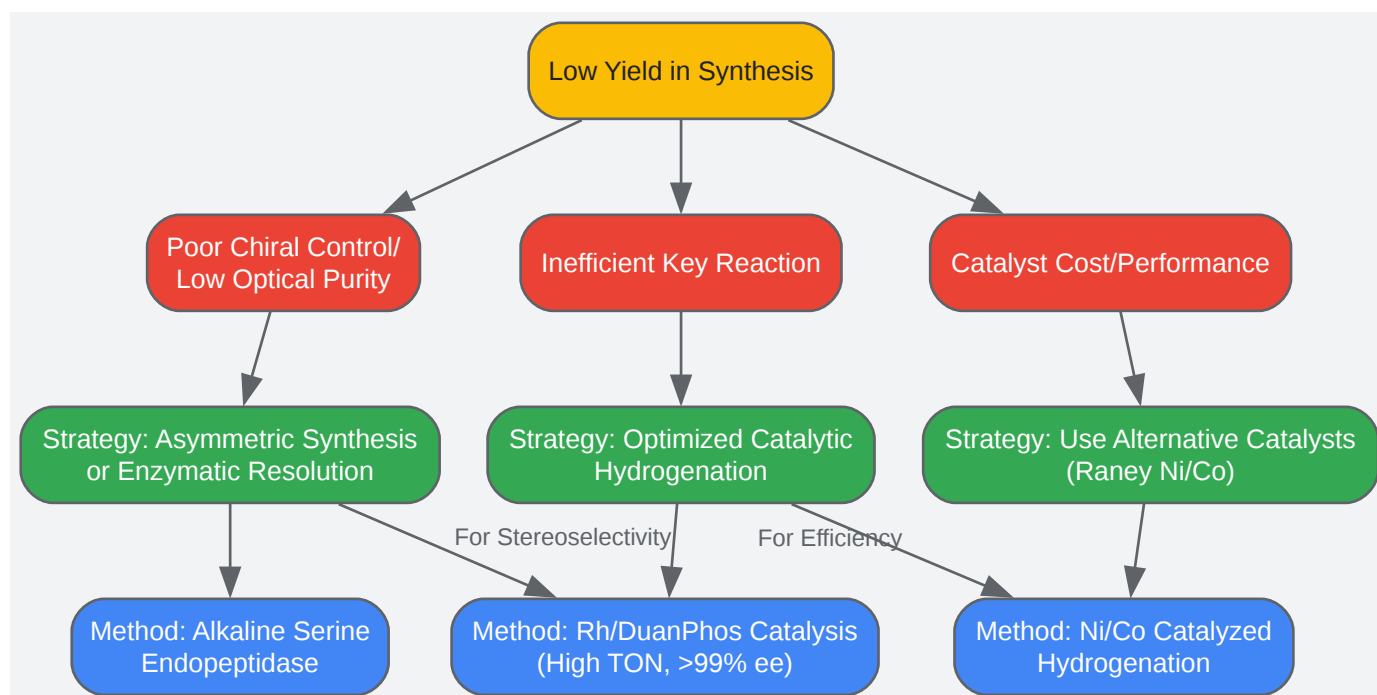 Low Yield in Synthesis
Poor Chiral Control/
Low Optical Purity
Inefficient Key Reaction
Catalyst Cost/Performance
Strategy: Asymmetric Synthesis
or Enzymatic Resolution
Strategy: Optimized Catalytic
Hydrogenation
Strategy: Use Alternative Catalysts
(Raney Ni/Co)
For Stereoselectivity
For Efficiency
Method: Alkaline Serine
Endopeptidase
Method: Rh/DuanPhos Catalysis
(High TON, >99% ee)
Method: Ni/Co Catalyzed
Hydrogenation